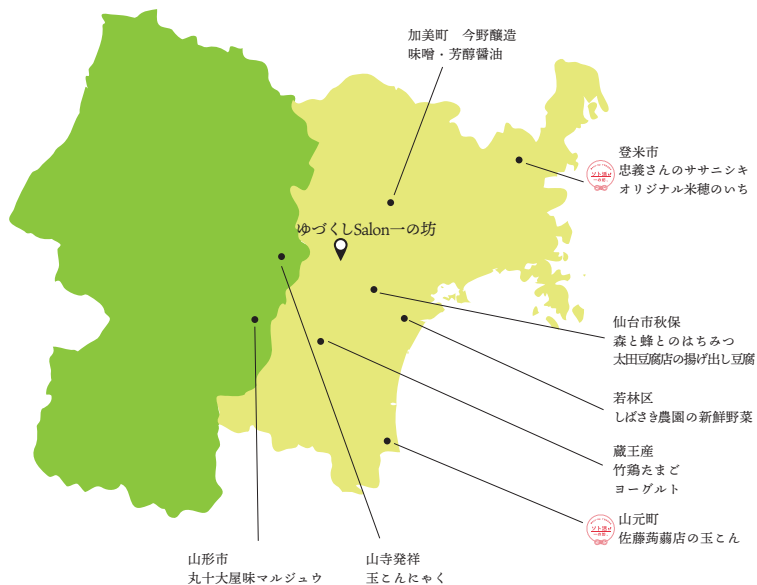 加美町　今野醸造
味噌・芳醇醤油
登米市
忠義さんのササニシキ
オリジナル米穂のいち
ゆづくしSalon一の坊
仙台市秋保
森と蜂とのはちみつ
太田豆腐店の揚げ出し豆腐
若林区
しばさき農園の新鮮野菜
蔵王産
竹鶏たまご
ヨーグルト
山元町
佐藤蒟蒻店の玉こん
山形市
丸十大屋味マルジュウ
山寺発祥
玉こんにゃく